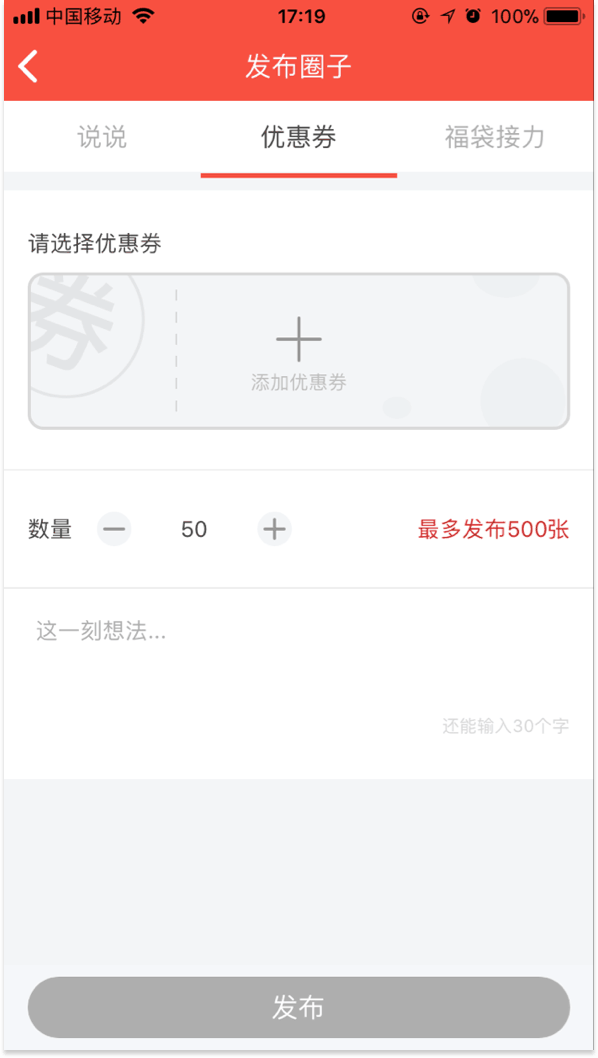 中国移动 17:19 100%
发布圈子
说说 优惠券 福袋接力
请选择优惠券
券
添加优惠券
数量 50 最多发布500张
这一刻想法...
还能输入30个字
发布